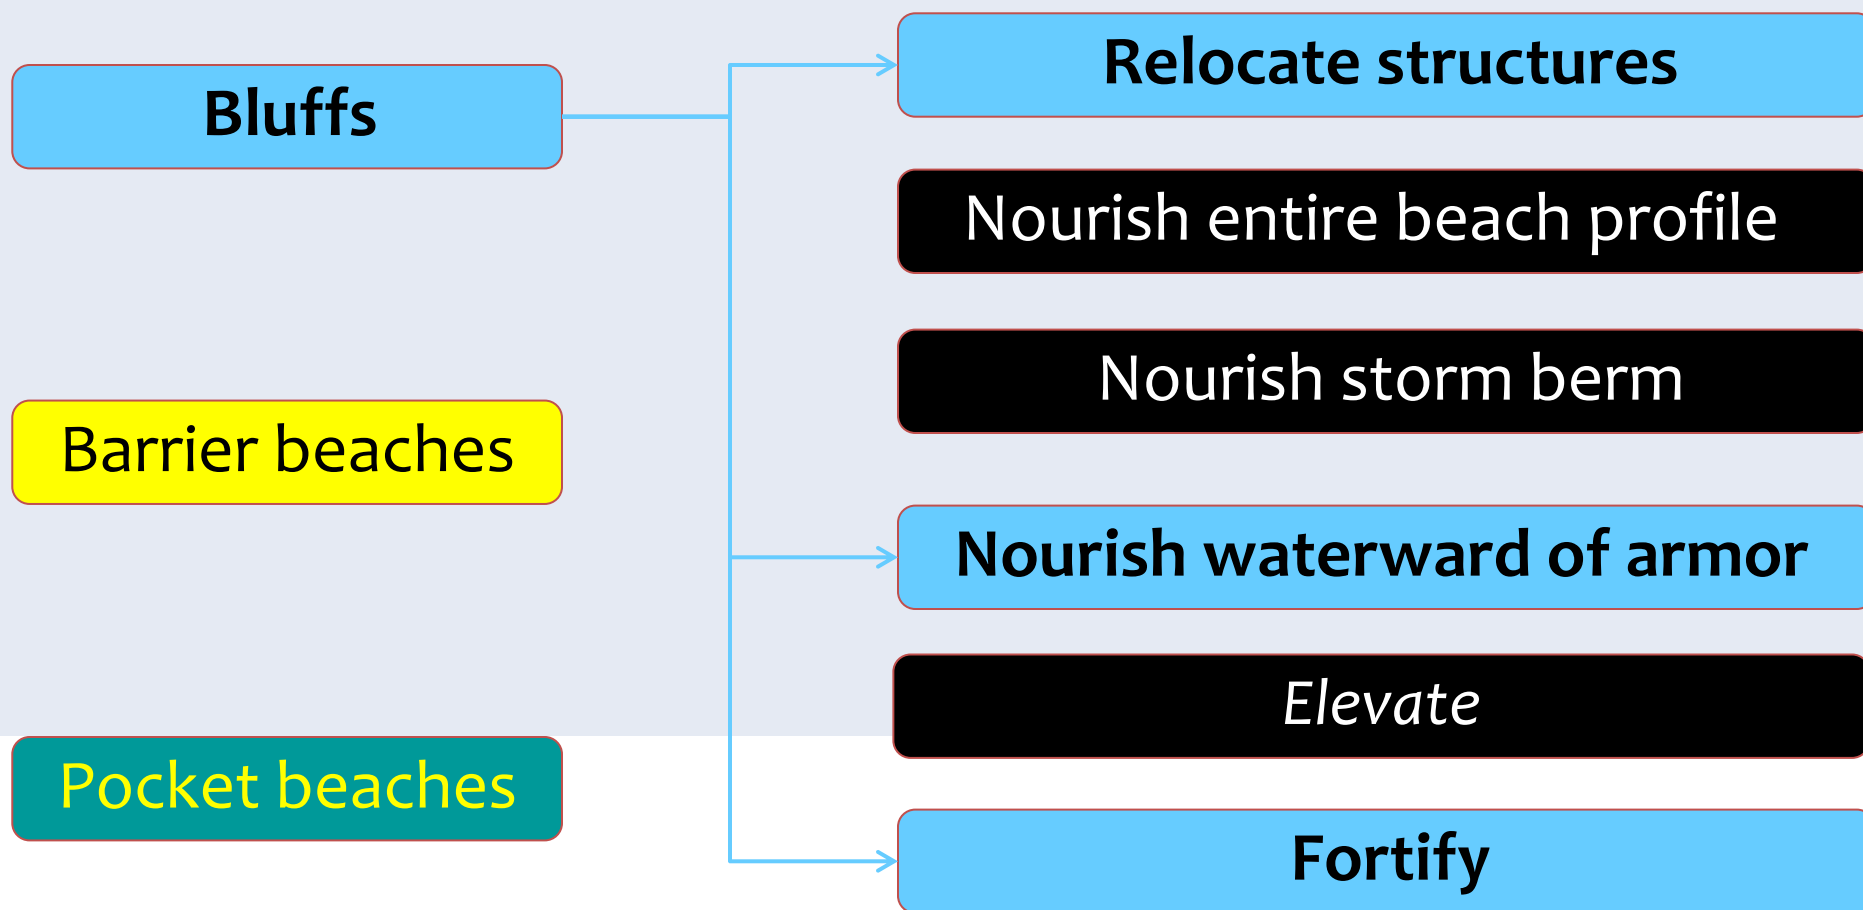 Bluffs
Barrier beaches
Pocket beaches
Relocate structures
Nourish entire beach profile
Nourish storm berm
Nourish waterward of armor
Elevate
Fortify